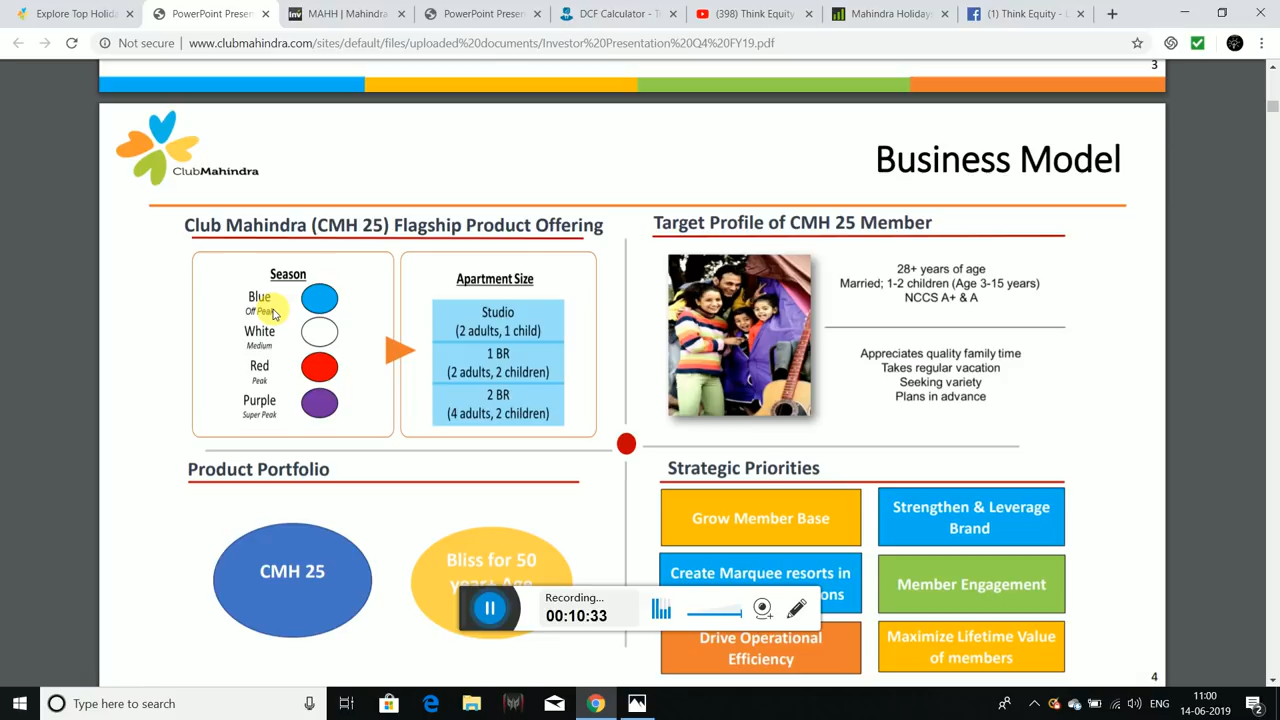 Explore Top Holida
PowerPoint Presen
MAHH | Mahindra
PowerPoint Presen
DCF Calculator - T
(398) Think Equity
Mahindra Holiday
(1) Think Equity - L
Not secure | www.clubmahindra.com/sites/default/files/uploaded%20documents/Investor%20Presentation%20Q4%20FY19.pdf
3
ClubMahindra
Business Model
Club Mahindra (CMH 25) Flagship Product Offering
Season
Blue
Off Peak
White
Medium
Red
Peak
Purple
Super Peak
Apartment Size
Studio
(2 adults, 1 child)
1 BR
(2 adults, 2 children)
2 BR
(4 adults, 2 children)
Target Profile of CMH 25 Member
28+ years of age
Married; 1-2 children (Age 3-15 years)
NCCS A+ & A
Appreciates quality family time
Takes regular vacation
Seeking variety
Plans in advance
Product Portfolio
CMH 25
Bliss for 50
years Age
Strategic Priorities
Grow Member Base
Strengthen & Leverage
Brand
Create Marquee resorts in
ons
Member Engagement
Drive Operational
Efficiency
Maximize Lifetime Value
of members
4
Recording...
00:10:33
Type here to search
ENG
11:00
14-06-2019
2